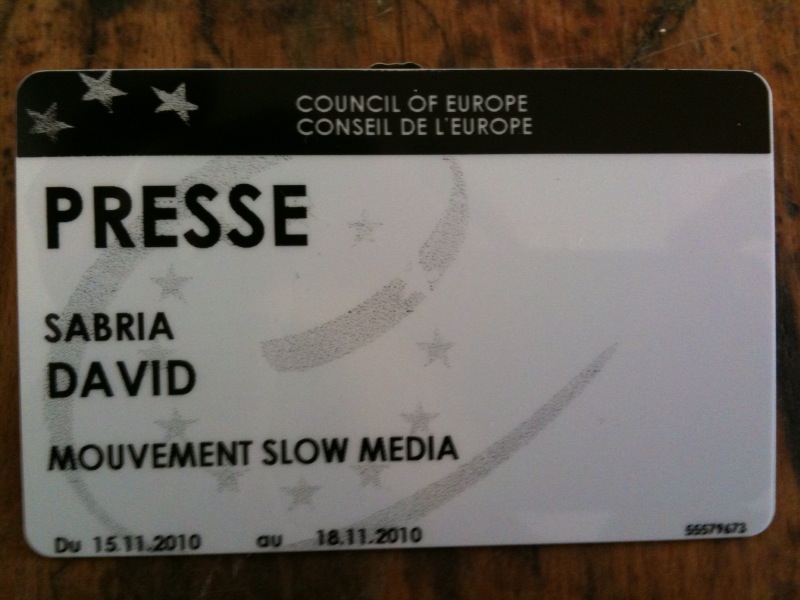 COUNCIL OF EUROPE
CONSEIL DE L'EUROPE
PRESSE
SABRIA
DAVID
MOUVEMENT SLOW MEDIA
Du 15.11.2010 au 18.11.2010
55579673